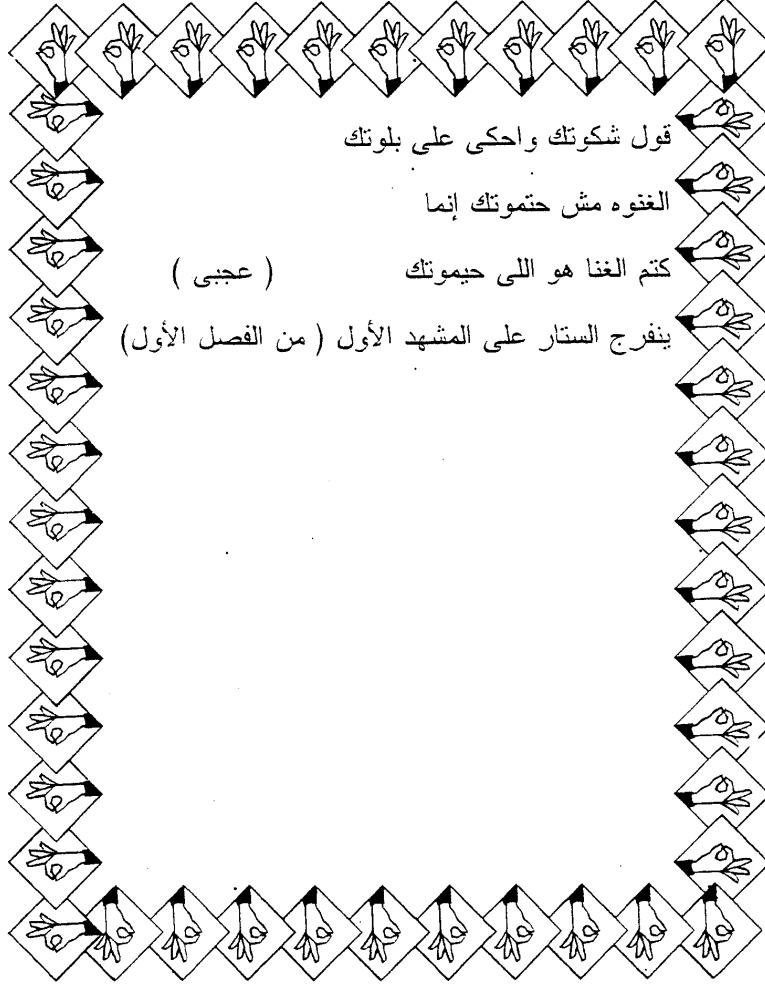 قول شكوتك واحكى على بلوتك
الغنوه مش حتموتك إنما
كتم الغنا هو اللى حيموتك ( عجبى )
ينفرج الستار على المشهد الأول ( من الفصل الأول)